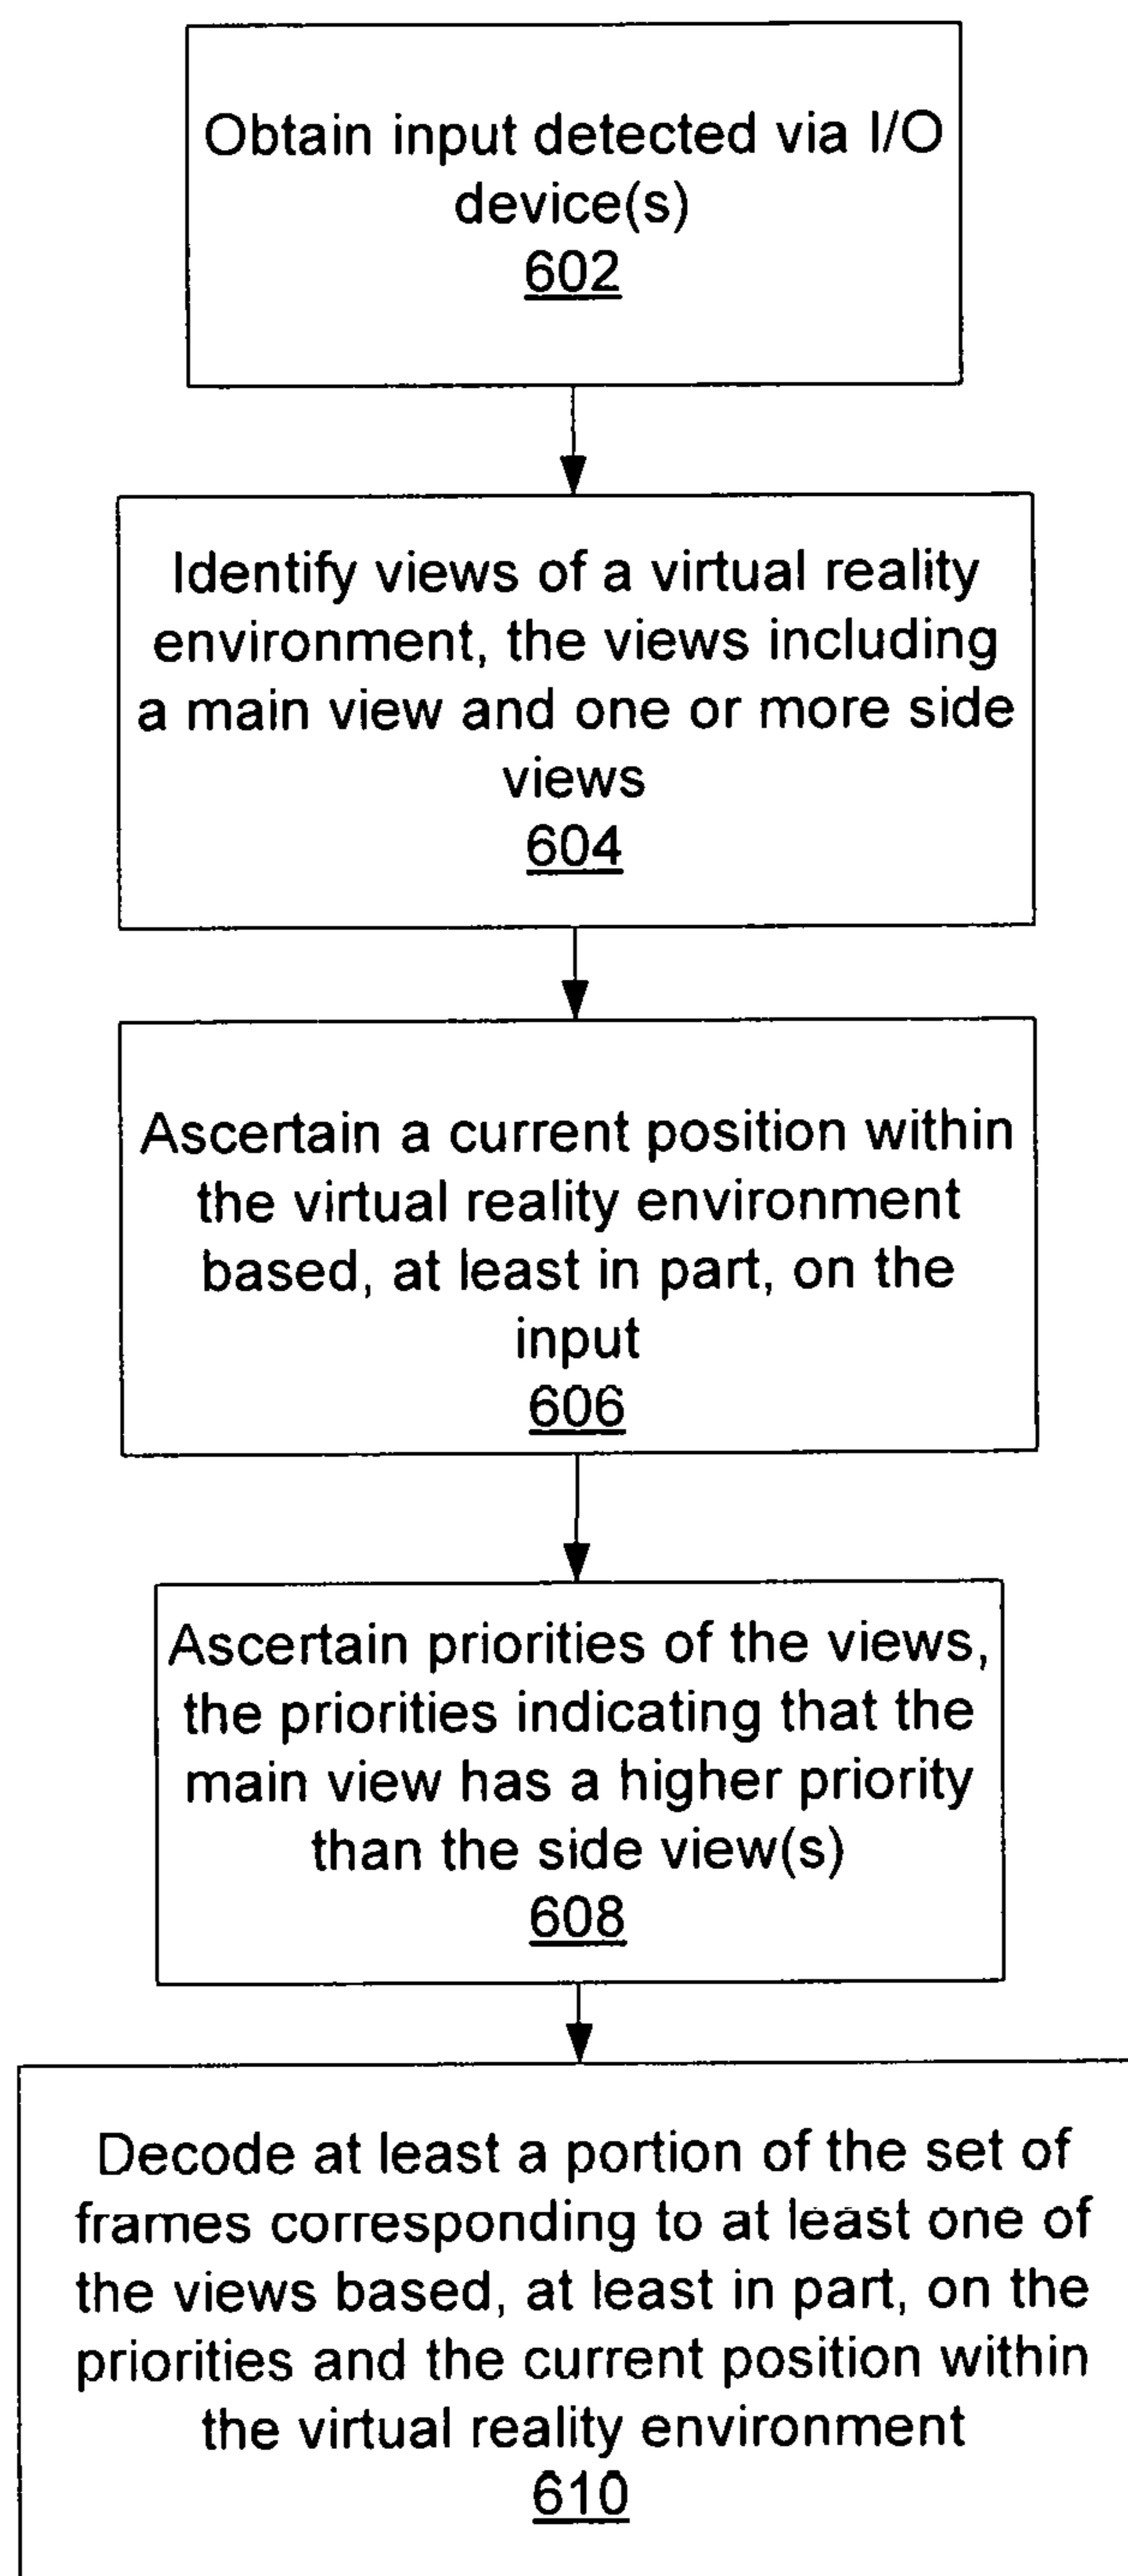 Obtain input detected via I/O
device(s)
602
Identify views of a virtual reality
environment, the views including
a main view and one or more side
views
604
Ascertain a current position within
the virtual reality environment
based, at least in part, on the
input
606
Ascertain priorities of the views,
the priorities indicating that the
main view has a higher priority
than the side view(s)
608
Decode at least a portion of the set of
frames corresponding to at least one of
the views based, at least in part, on the
priorities and the current position within
the virtual reality environment
610